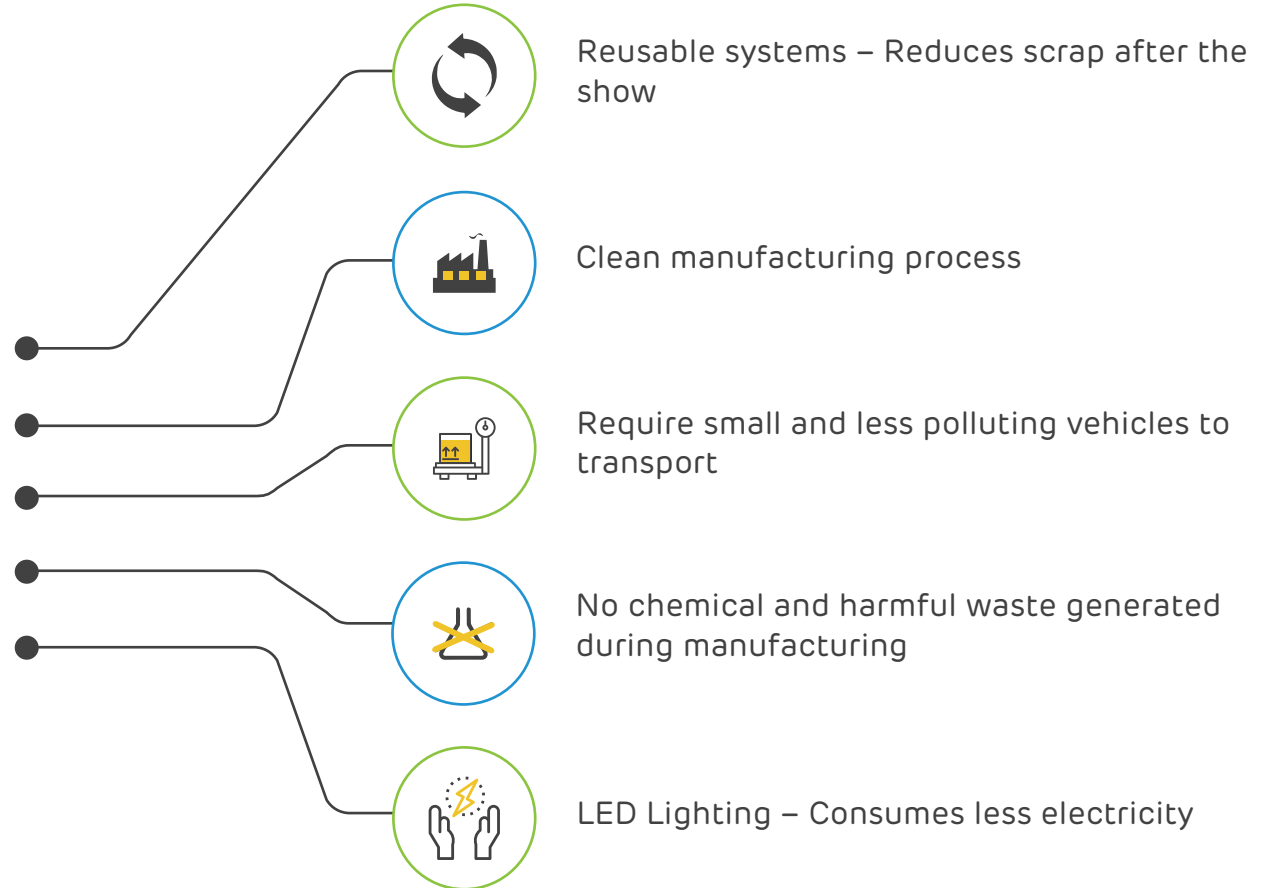 Reusable systems – Reduces scrap after the
show
Clean manufacturing process
Require small and less polluting vehicles to
transport
No chemical and harmful waste generated
during manufacturing
LED Lighting – Consumes less electricity